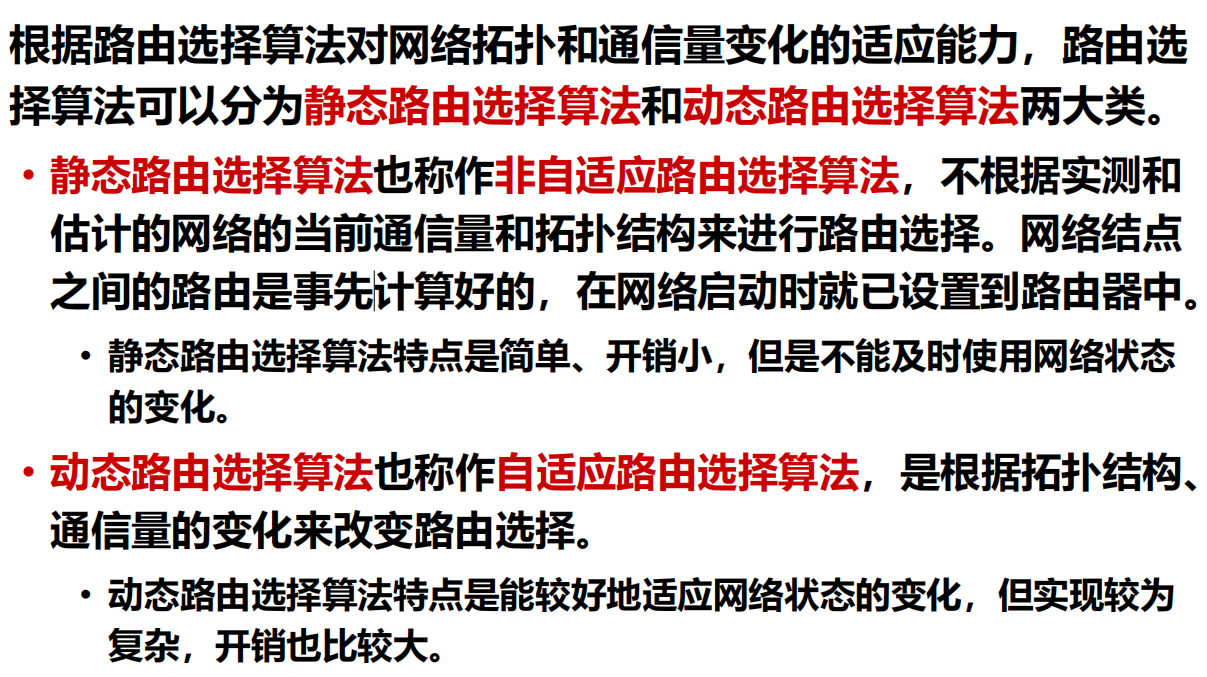 根据路由选择算法对网络拓扑和通信量变化的适应能力，路由选
择算法可以分为静态路由选择算法和动态路由选择算法两大类。
• 静态路由选择算法也称作非自适应路由选择算法，不根据实测和
估计的网络的当前通信量和拓扑结构来进行路由选择。网络结点
之间的路由是事先计算好的，在网络启动时就已设置到路由器中。
• 静态路由选择算法特点是简单、开销小，但是不能及时使用网络状态
的变化。
• 动态路由选择算法也称作自适应路由选择算法，是根据拓扑结构、
通信量的变化来改变路由选择。
• 动态路由选择算法特点是能较好地适应网络状态的变化，但实现较为
复杂，开销也比较大。